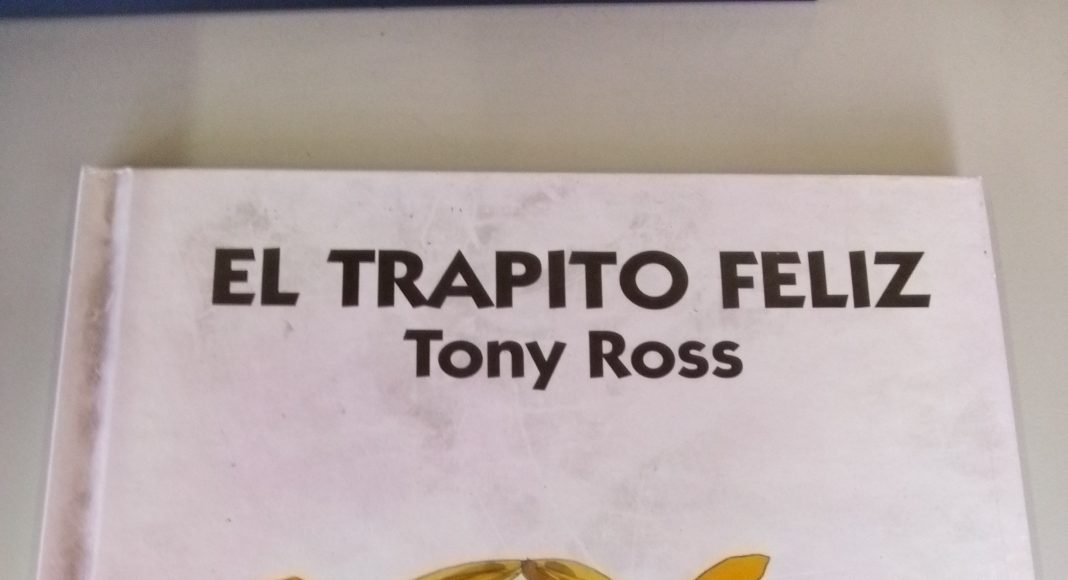 EL TRAPITO FELIZ
Tony Ross